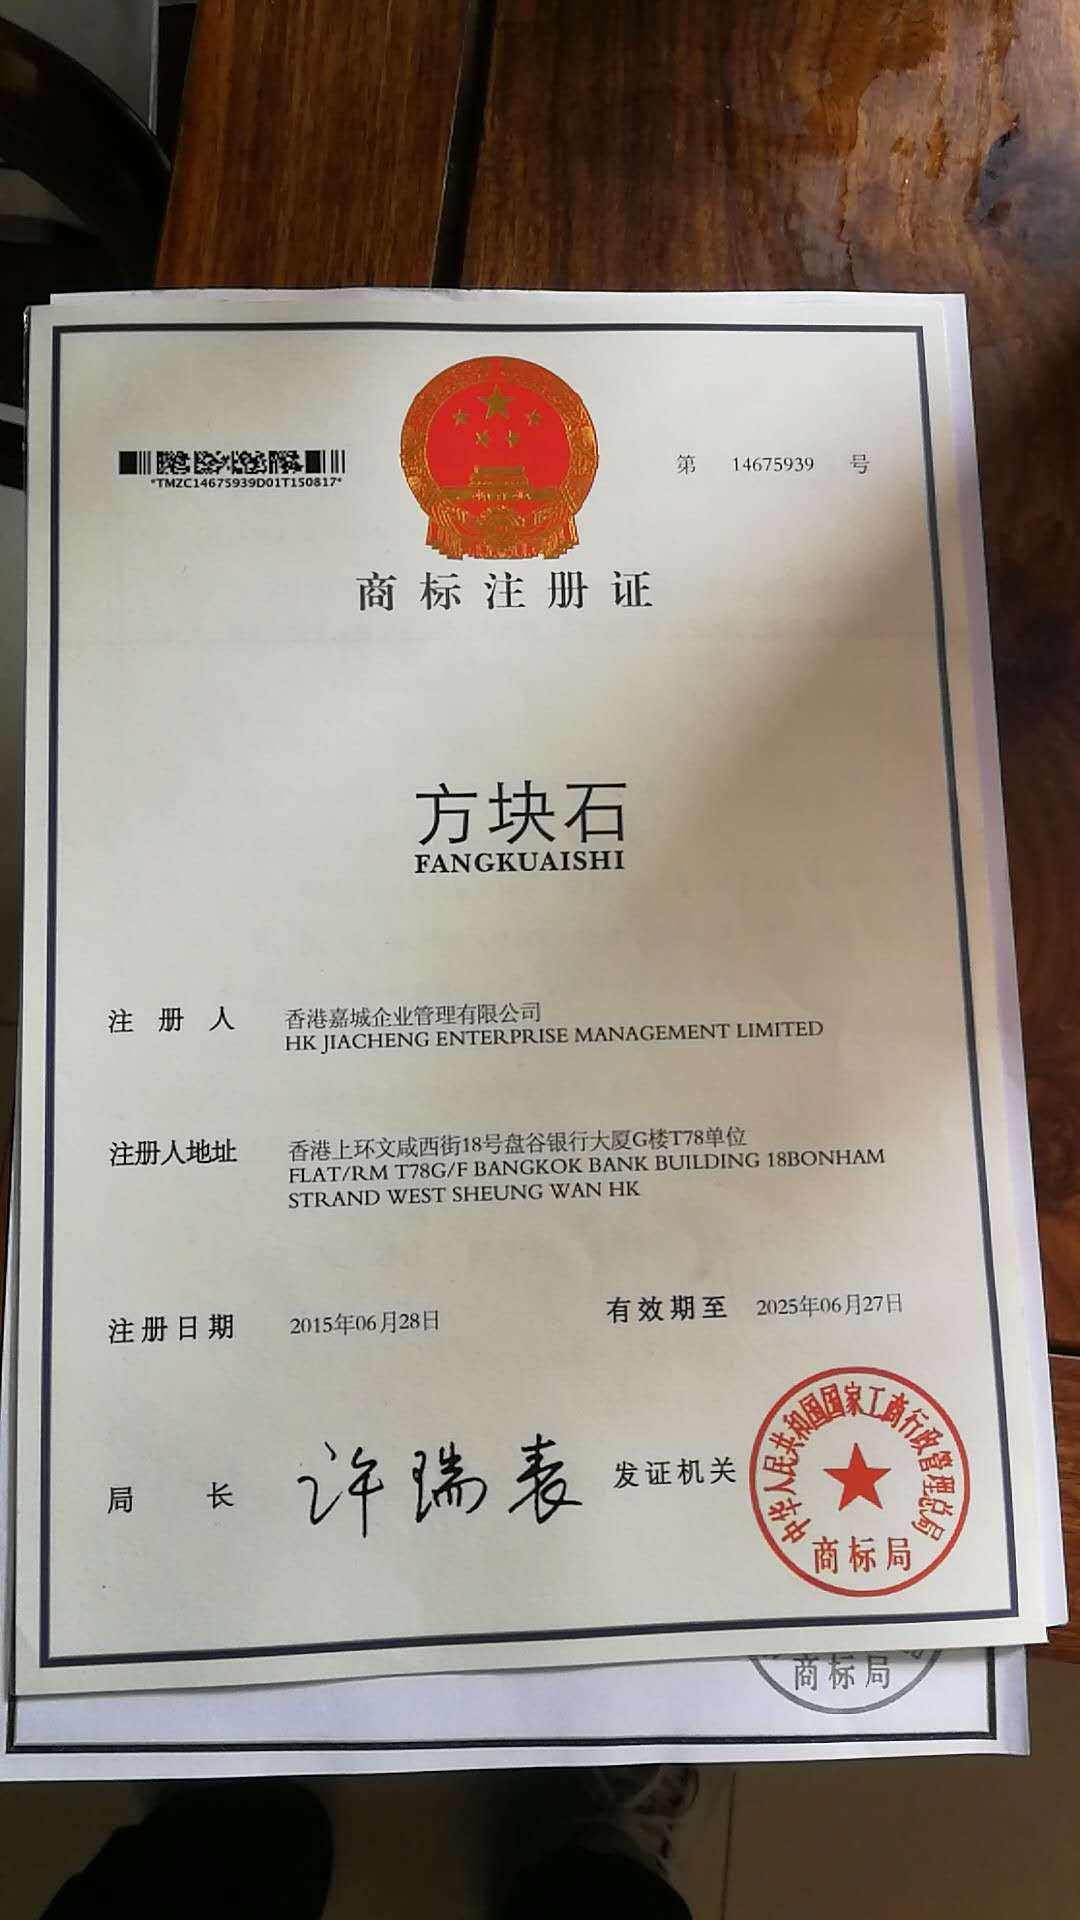 *TMZC14675939D01T150817*
第 14675939 号
商标注册证
方块石
FANGKUAISHI
注册人 香港嘉城企业管理有限公司
HK JIACHENG ENTERPRISE MANAGEMENT LIMITED
注册人地址 香港上环文咸西街18号盘谷银行大厦G楼T78单位
FLAT/RM T78G/F BANGKOK BANK BUILDING 18BONHAM
STRAND WEST SHEUNG WAN HK
注册日期 2015年06月28日 有效期至 2025年06月27日
局长 许瑞表 发证机关
中华人民共和国国家工商行政管理总局
商标局
商标局